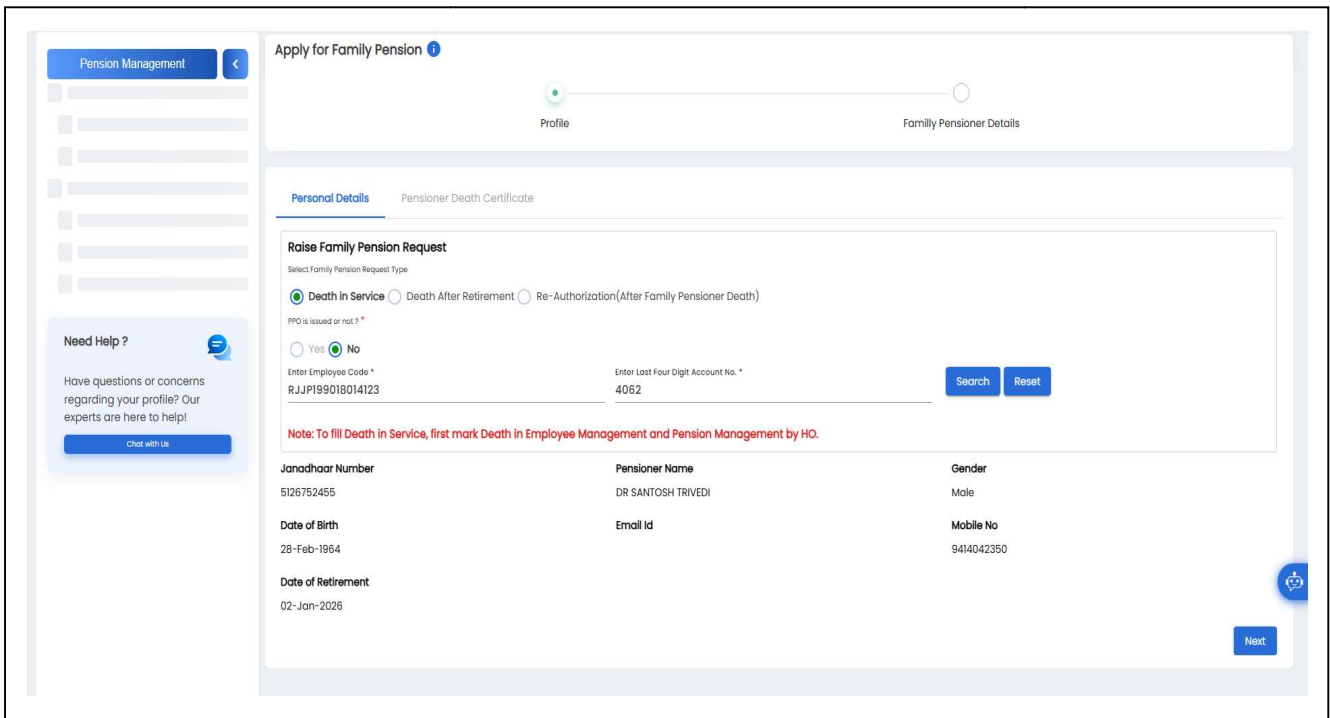 Pension Management
Apply for Family Pension
Profile
Familly Pensioner Details
Personal Details Pensioner Death Certificate
Raise Family Pension Request
Select Family Pension Request Type
Death in Service Death After Retirement Re-Authorization(After Family Pensioner Death)
PPO is issued or not ? *
Yes No
Enter Employee Code * Enter Last Four Digit Account No. *
RJJP199018014123 4062 Search Reset
Note: To fill Death in Service, first mark Death in Employee Management and Pension Management by HO.
Need Help ?
Have questions or concerns
regarding your profile? Our
experts are here to help!
Chat with Us
Janadhaar Number Pensioner Name Gender
5126752455 DR SANTOSH TRIVEDI Male
Date of Birth Email Id Mobile No
28-Feb-1964 9414042350
Date of Retirement
02-Jan-2026
Next